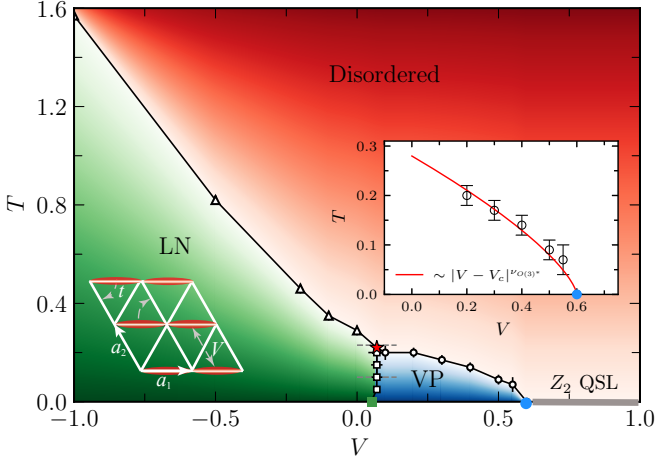 1.6
1.2
0.8
0.4
0.0
T
−1.0
−0.5
0.0
0.5
1.0
V
Disordered
LN
VP
Z₂ QSL
t
V
a₂
a₁
0.3
0.2
0.1
0.0
T
0.0
0.2
0.4
0.6
V
∼ |V − V_c|^{ν_{O(3)*}}